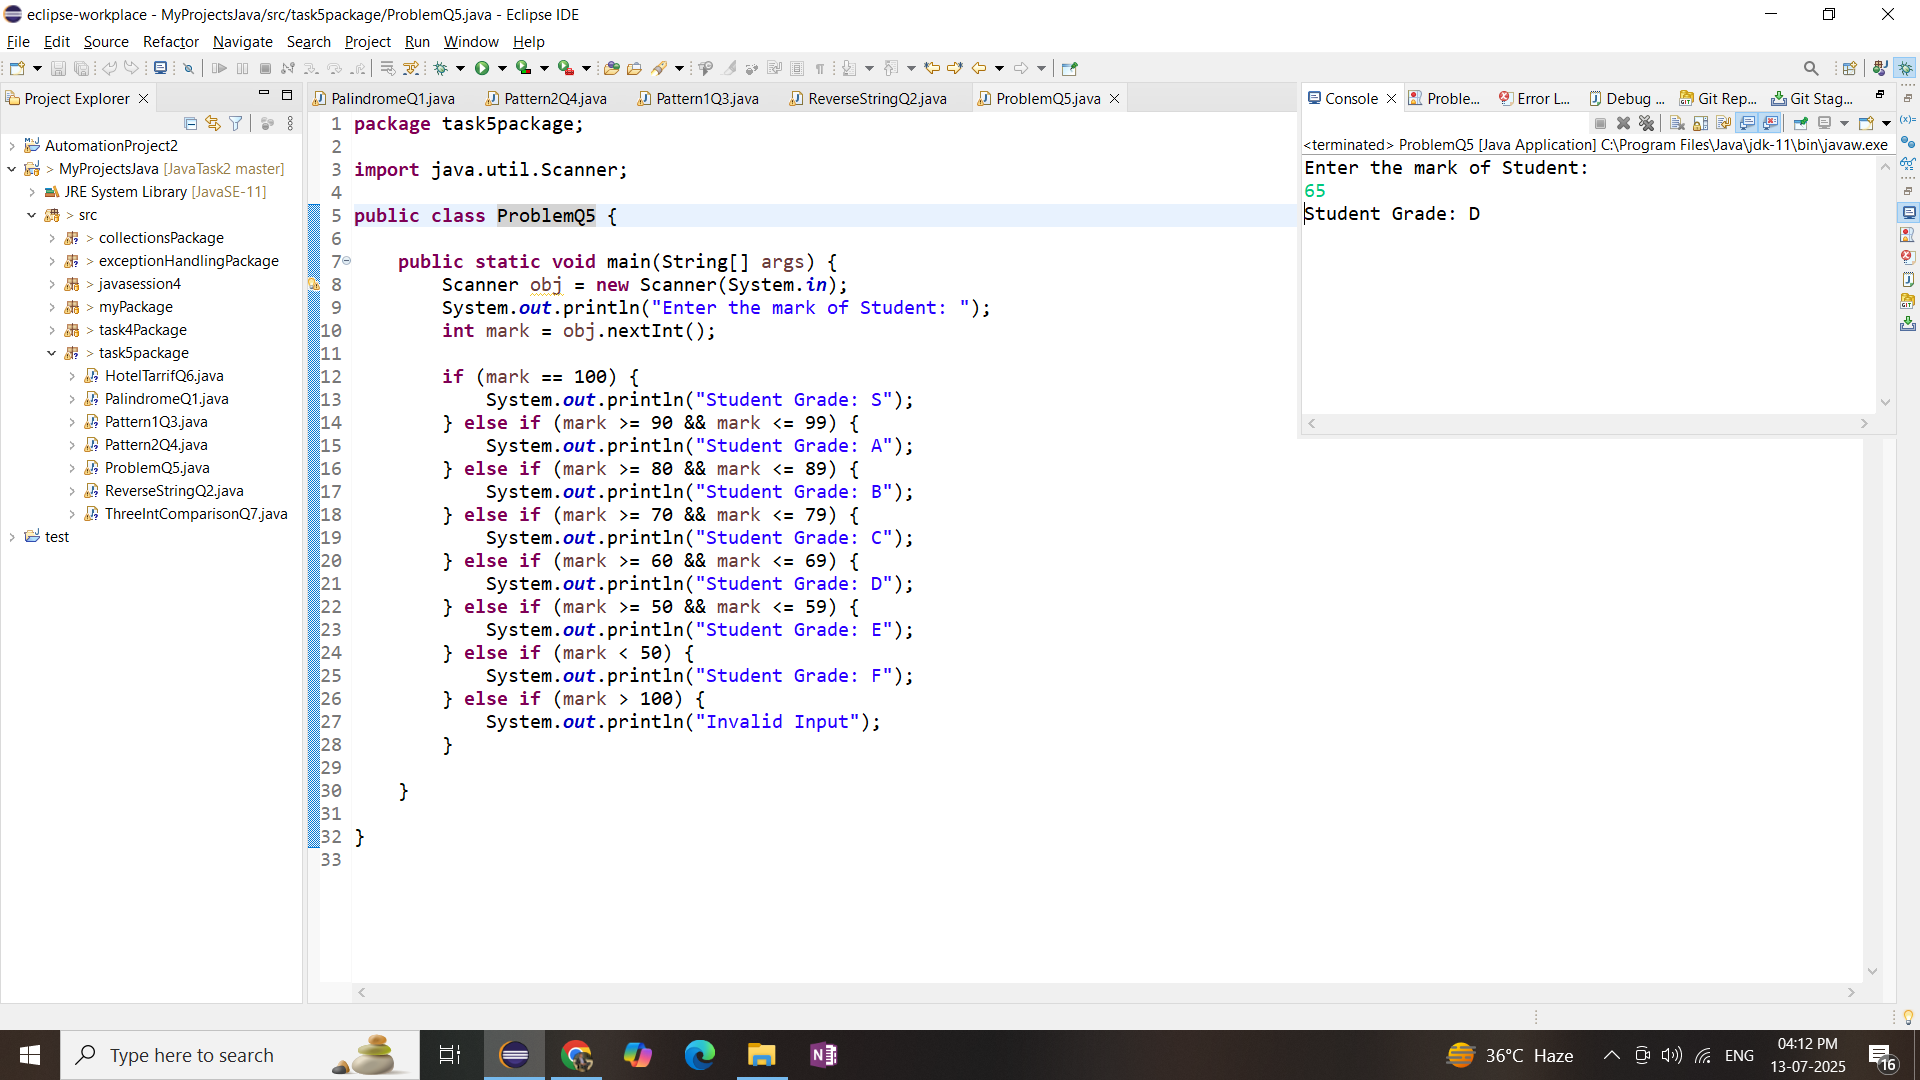 eclipse-workplace - MyProjectsJava/src/task5package/ProblemQ5.java - Eclipse IDE
File Edit Source Refactor Navigate Search Project Run Window Help
Project Explorer
AutomationProject2
> MyProjectsJava [JavaTask2 master]
JRE System Library [JavaSE-11]
> src
> collectionsPackage
> exceptionHandlingPackage
> javasession4
> myPackage
> task4Package
> task5package
HotelTarrifQ6.java
PalindromeQ1.java
Pattern1Q3.java
Pattern2Q4.java
ProblemQ5.java
ReverseStringQ2.java
ThreeIntComparisonQ7.java
test
PalindromeQ1.java Pattern2Q4.java Pattern1Q3.java ReverseStringQ2.java ProblemQ5.java
1 package task5package;
2
3 import java.util.Scanner;
4
5 public class ProblemQ5 {
6
7 public static void main(String[] args) {
8 Scanner obj = new Scanner(System.in);
9 System.out.println("Enter the mark of Student: ");
10 int mark = obj.nextInt();
11
12 if (mark == 100) {
13 System.out.println("Student Grade: S");
14 } else if (mark >= 90 && mark <= 99) {
15 System.out.println("Student Grade: A");
16 } else if (mark >= 80 && mark <= 89) {
17 System.out.println("Student Grade: B");
18 } else if (mark >= 70 && mark <= 79) {
19 System.out.println("Student Grade: C");
20 } else if (mark >= 60 && mark <= 69) {
21 System.out.println("Student Grade: D");
22 } else if (mark >= 50 && mark <= 59) {
23 System.out.println("Student Grade: E");
24 } else if (mark < 50) {
25 System.out.println("Student Grade: F");
26 } else if (mark > 100) {
27 System.out.println("Invalid Input");
28 }
29
30 }
31
32 }
33
Console Proble... Error L... Debug ... Git Rep... Git Stag...
<terminated> ProblemQ5 [Java Application] C:\Program Files\Java\jdk-11\bin\javaw.exe
Enter the mark of Student:
65
Student Grade: D
Type here to search
36°C Haze
ENG
04:12 PM
13-07-2025
16